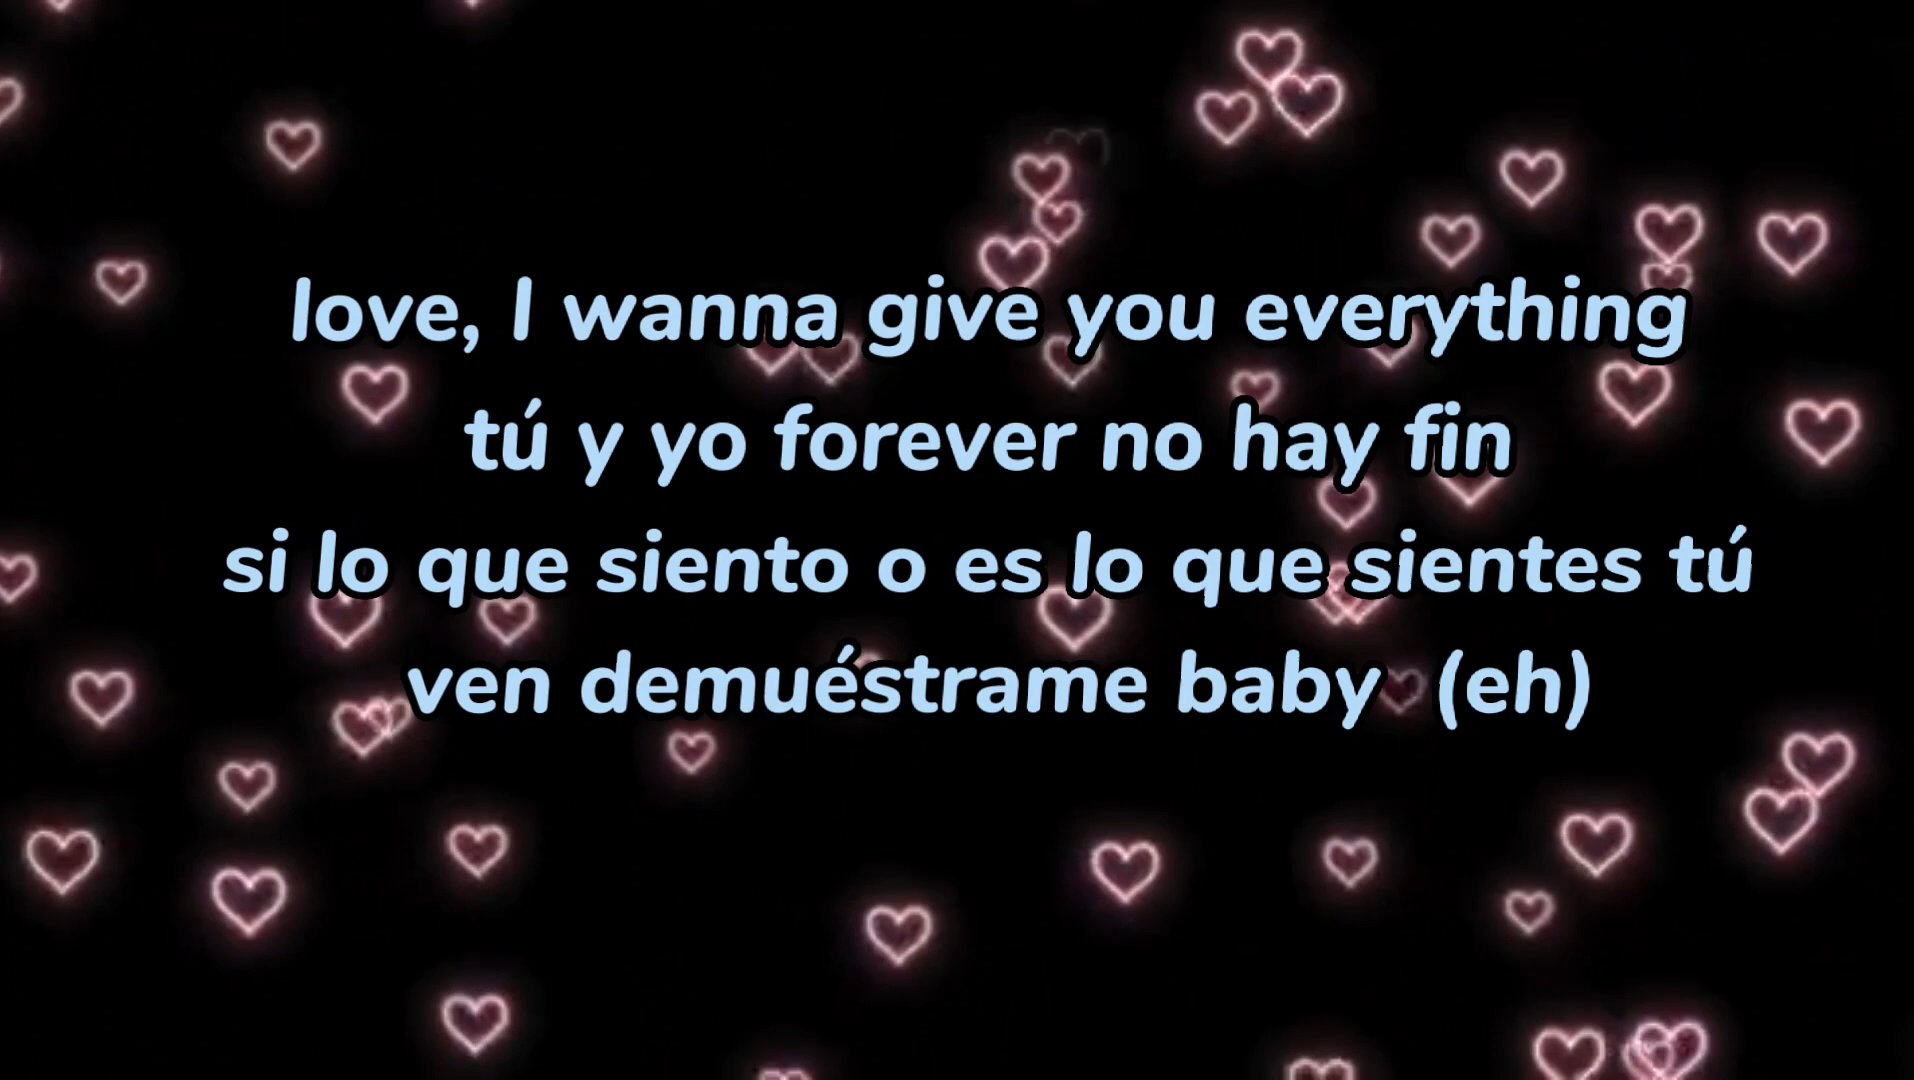 love, I wanna give you everything
tú y yo forever no hay fin
si lo que siento o es lo que sientes tú
ven demuéstrame baby (eh)